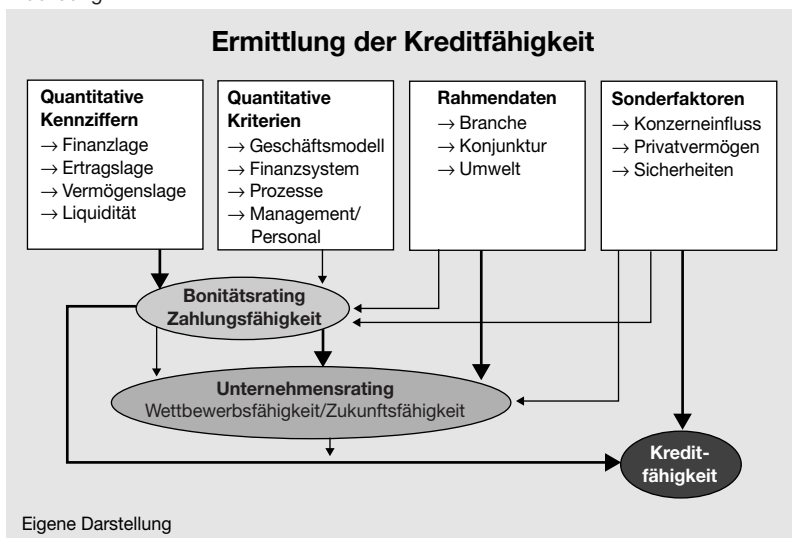 Ermittlung der Kreditfähigkeit
Quantitative
Kennziffern
→ Finanzlage
→ Ertragslage
→ Vermögenslage
→ Liquidität
Quantitative
Kriterien
→ Geschäftsmodell
→ Finanzsystem
→ Prozesse
→ Management/
Personal
Rahmendaten
→ Branche
→ Konjunktur
→ Umwelt
Sonderfaktoren
→ Konzerneinfluss
→ Privatvermögen
→ Sicherheiten
Bonitätsrating
Zahlungsfähigkeit
Unternehmensrating
Wettbewerbsfähigkeit/Zukunftsfähigkeit
Kredit-
fähigkeit
Eigene Darstellung